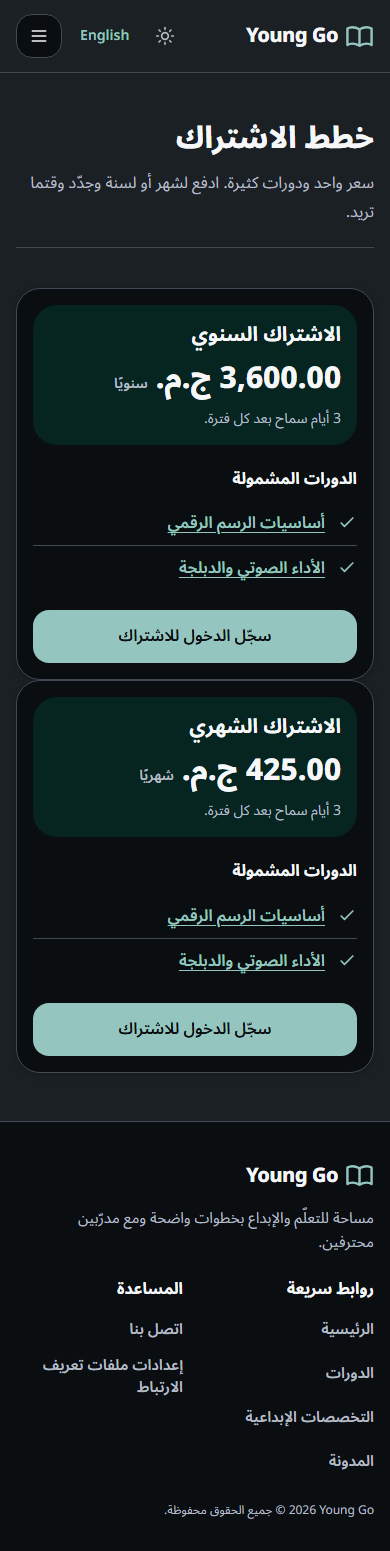 Young Go
English
خطط الاشتراك
سعر واحد ودورات كثيرة. ادفع لشهر أو لسنة وجدّد وقتما
تريد.
الاشتراك السنوي
3,600.00 ج.م. سنويًا
3 أيام سماح بعد كل فترة.
الدورات المشمولة
أساسيات الرسم الرقمي
الأداء الصوتي والدبلجة
سجّل الدخول للاشتراك
الاشتراك الشهري
425.00 ج.م. شهريًا
3 أيام سماح بعد كل فترة.
الدورات المشمولة
أساسيات الرسم الرقمي
الأداء الصوتي والدبلجة
سجّل الدخول للاشتراك
Young Go
مساحة للتعلّم والإبداع بخطوات واضحة ومع مدرّبين
محترفين.
روابط سريعة
الرئيسية
الدورات
التخصصات الإبداعية
المدونة
المساعدة
اتصل بنا
إعدادات ملفات تعريف
الارتباط
Young Go 2026 © جميع الحقوق محفوظة.